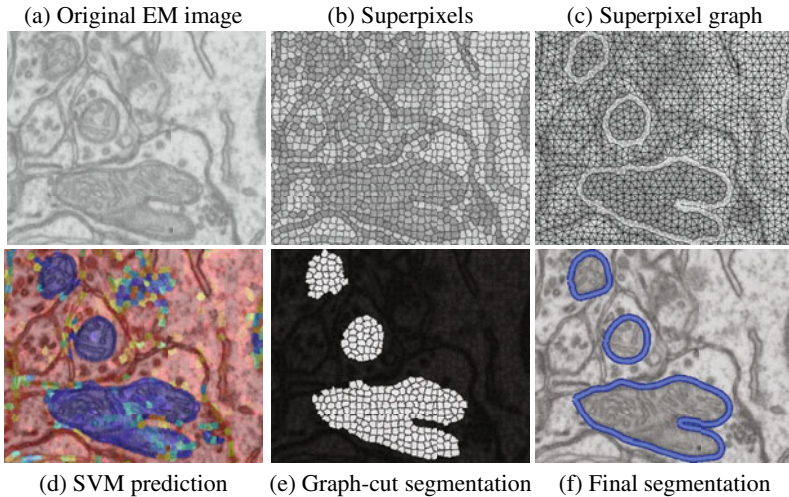 (a) Original EM image (b) Superpixels (c) Superpixel graph
(d) SVM prediction (e) Graph-cut segmentation (f) Final segmentation